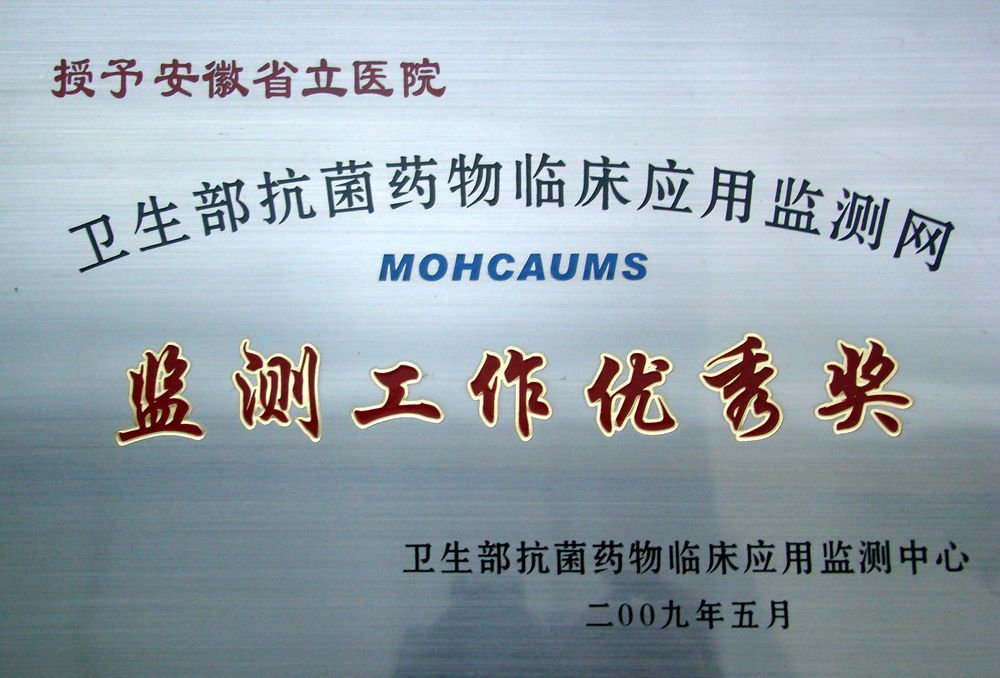 授予安徽省立医院
卫生部抗菌药物临床应用监测网
MOHCAUMS
监测工作优秀奖
卫生部抗菌药物临床应用监测中心
二00九年五月